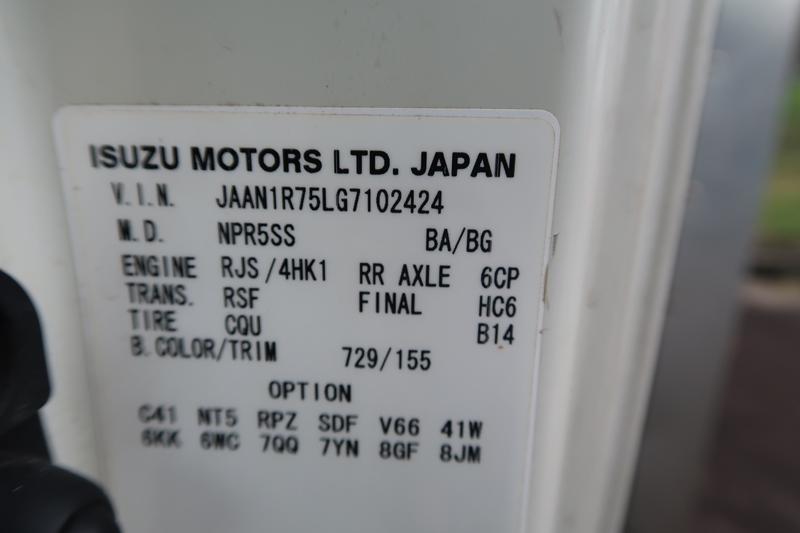 ISUZU MOTORS LTD. JAPAN
V.I.N. JAAN1R75LG7102424
M.D. NPR5SS BA/BG
ENGINE RJS/4HK1 RR AXLE 6CP
TRANS. RSF FINAL HC6
TIRE CQU B14
B.COLOR/TRIM 729/155
OPTION
C41 NT5 RPZ SDF V66 41W
6KK 6WC 7QQ 7YN 8GF 8JM